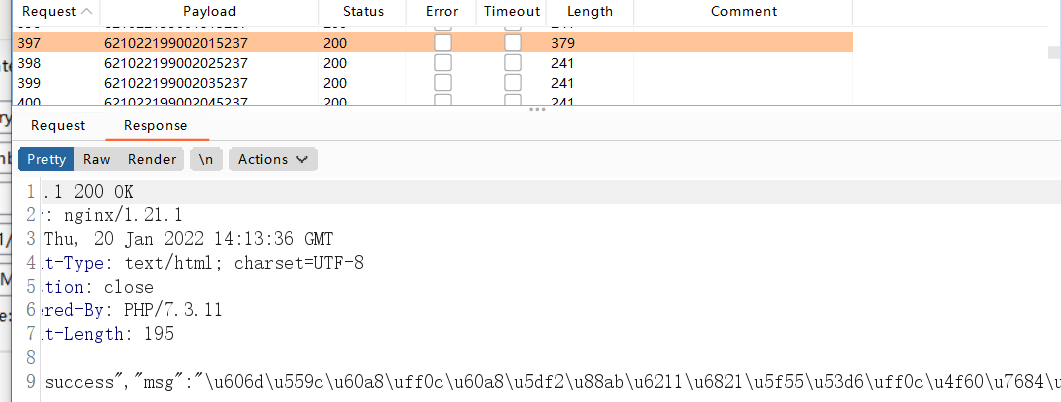 Request Payload Status Error Timeout Length Comment
397 621022199002015237 200 379
398 621022199002025237 200 241
399 621022199002035237 200 241
400 621022199002045237 200 241
Request Response
Pretty Raw Render \n Actions
1 .1 200 OK
2 : nginx/1.21.1
3 Thu, 20 Jan 2022 14:13:36 GMT
4 t-Type: text/html; charset=UTF-8
5 tion: close
6 red-By: PHP/7.3.11
7 t-Length: 195
8
9 success","msg":"\u606d\u559c\u60a8\uff0c\u60a8\u5df2\u88ab\u6211\u6821\u5f55\u53d6\uff0c\u4f60\u7684\u